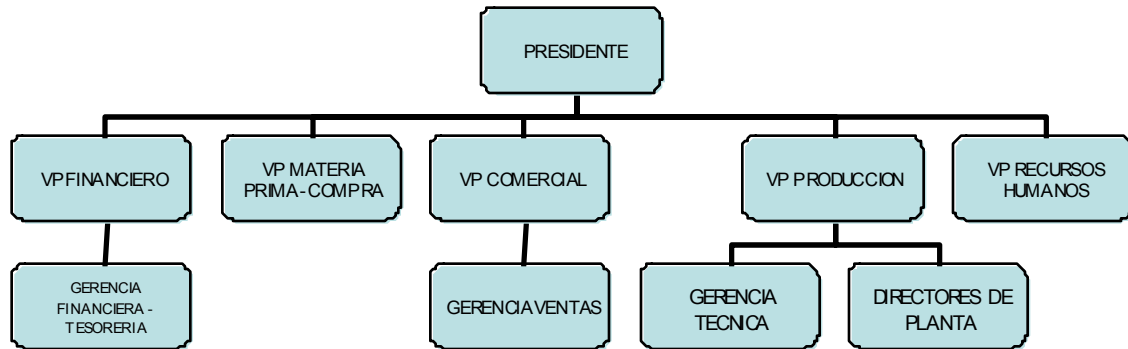 PRESIDENTE
VP FINANCIERO
VP MATERIA
PRIMA - COMPRA
VP COMERCIAL
VP PRODUCCION
VP RECURSOS
HUMANOS
GERENCIA
FINANCIERA -
TESORERIA
GERENCIA VENTAS
GERENCIA
TECNICA
DIRECTORES DE
PLANTA